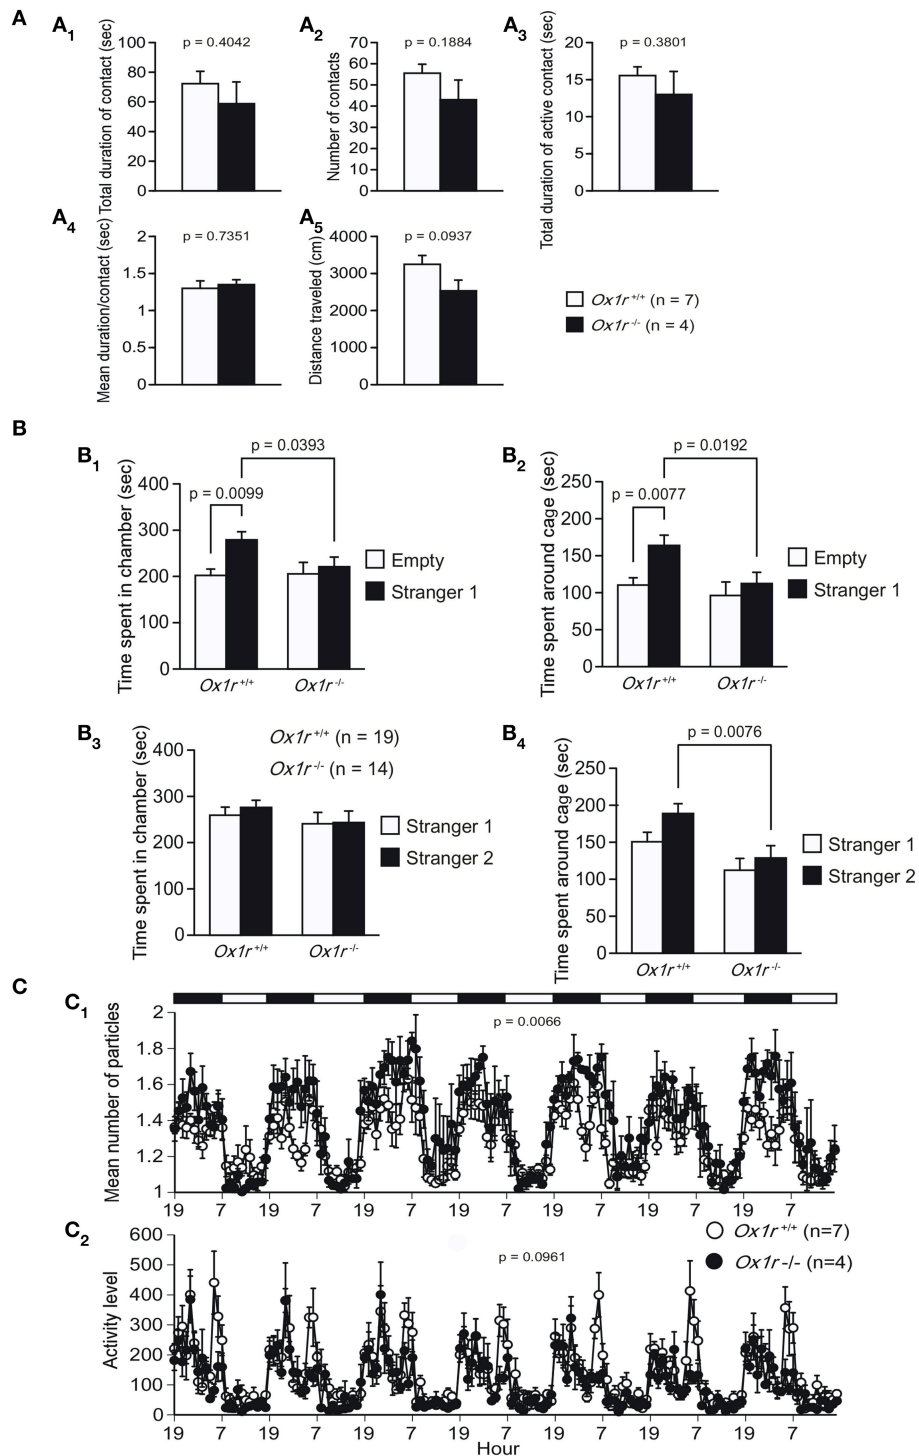 A
A1
A2
A3
Total duration of contact (sec)
100
80
60
40
20
0
p = 0.4042
Number of contacts
70
60
50
40
30
20
10
0
p = 0.1884
Total duration of active contact (sec)
20
15
10
5
0
p = 0.3801
A4
A5
Mean duration/contact (sec)
2
1.5
1
0.5
0
p = 0.7351
Distance traveled (cm)
4000
3000
2000
1000
0
p = 0.0937
Ox1r+/+ (n = 7)
Ox1r-/- (n = 4)
B
B1
Time spent in chamber (sec)
400
300
200
100
0
p = 0.0393
p = 0.0099
Ox1r+/+
Ox1r-/-
Empty
Stranger 1
B2
Time spent around cage (sec)
250
200
150
100
50
0
p = 0.0192
p = 0.0077
Ox1r+/+
Ox1r-/-
Empty
Stranger 1
B3
Time spent in chamber (sec)
400
300
200
100
0
Ox1r+/+ (n = 19)
Ox1r-/- (n = 14)
Ox1r+/+
Ox1r-/-
Stranger 1
Stranger 2
B4
Time spent around cage (sec)
250
200
150
100
50
0
p = 0.0076
Ox1r+/+
Ox1r-/-
Stranger 1
Stranger 2
C
C1
Mean number of particles
2
1.8
1.6
1.4
1.2
1
p = 0.0066
19 7 19 7 19 7 19 7 19 7 19 7 19 7
C2
Activity level
600
500
400
300
200
100
0
p = 0.0961
Ox1r+/+ (n=7)
Ox1r-/- (n=4)
19 7 19 7 19 7 19 7 19 7 19 7 19 7
Hour